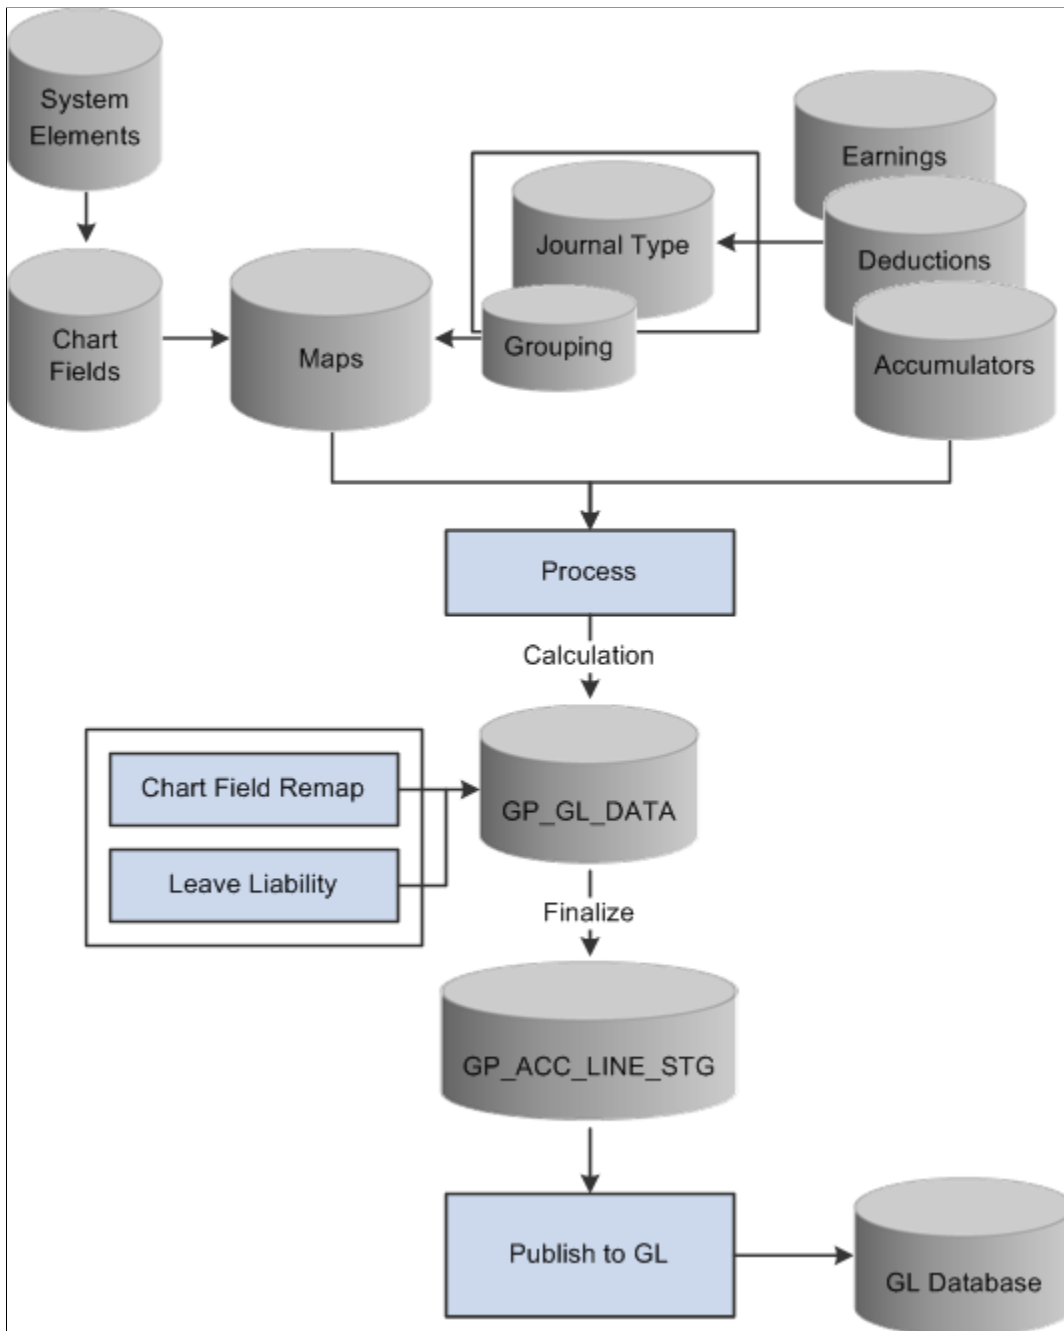 System
Elements
Earnings
Journal Type
Deductions
Chart
Fields
Maps
Grouping
Accumulators
Process
Calculation
Chart Field Remap
GP_GL_DATA
Leave Liability
Finalize
GP_ACC_LINE_STG
Publish to GL
GL Database